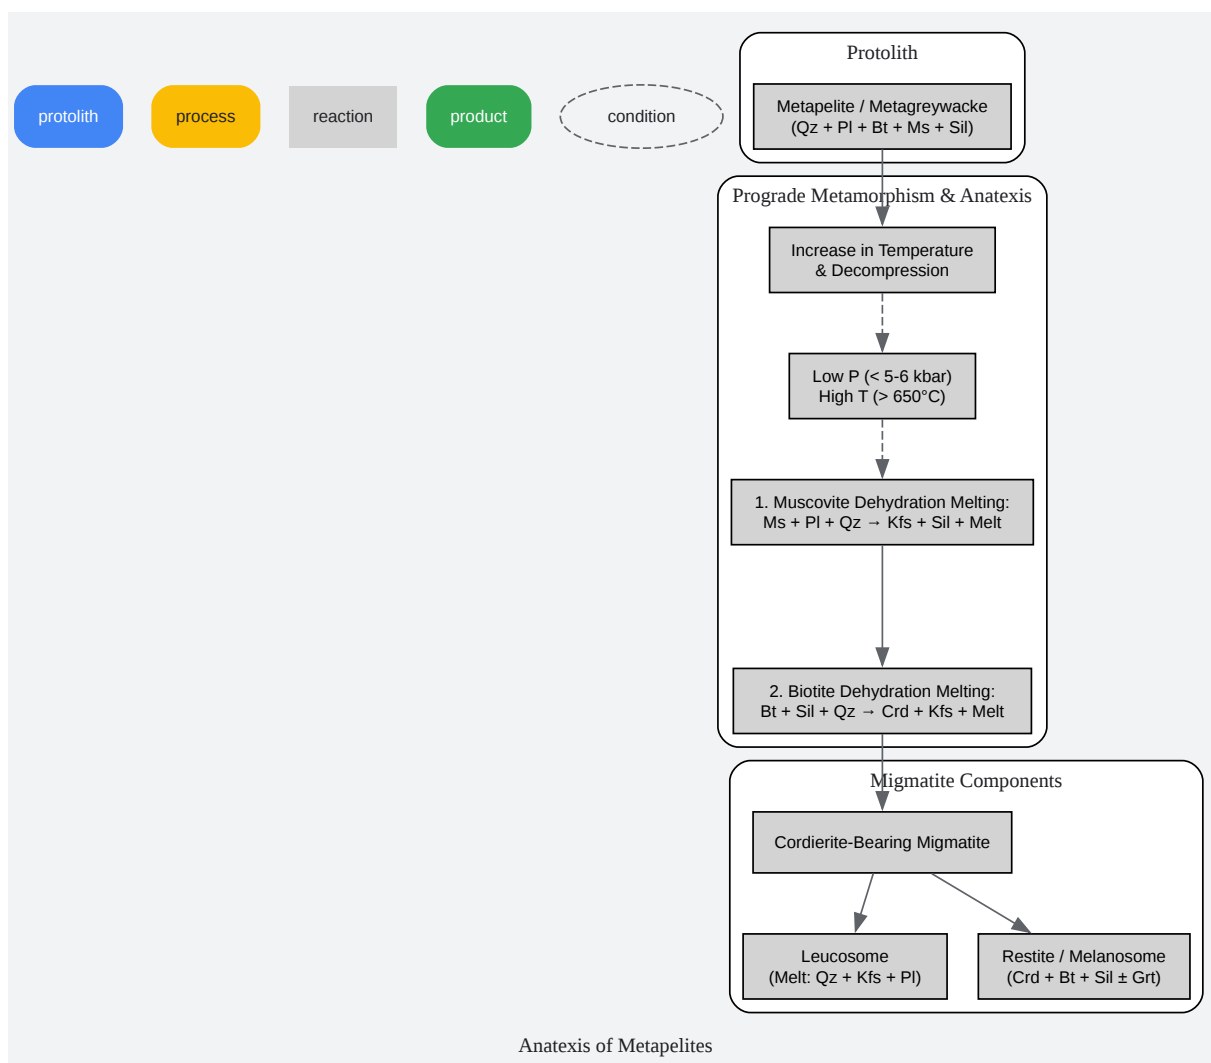 protolith
process
reaction
product
condition
Protolith
Metapelite / Metagreywacke
(Qz + Pl + Bt + Ms + Sil)
Prograde Metamorphism & Anatexis
Increase in Temperature
& Decompression
Low P (< 5-6 kbar)
High T (> 650°C)
1. Muscovite Dehydration Melting:
Ms + Pl + Qz → Kfs + Sil + Melt
2. Biotite Dehydration Melting:
Bt + Sil + Qz → Crd + Kfs + Melt
Migmatite Components
Cordierite-Bearing Migmatite
Leucosome
(Melt: Qz + Kfs + Pl)
Restite / Melanosome
(Crd + Bt + Sil ± Grt)
Anatexis of Metapelites